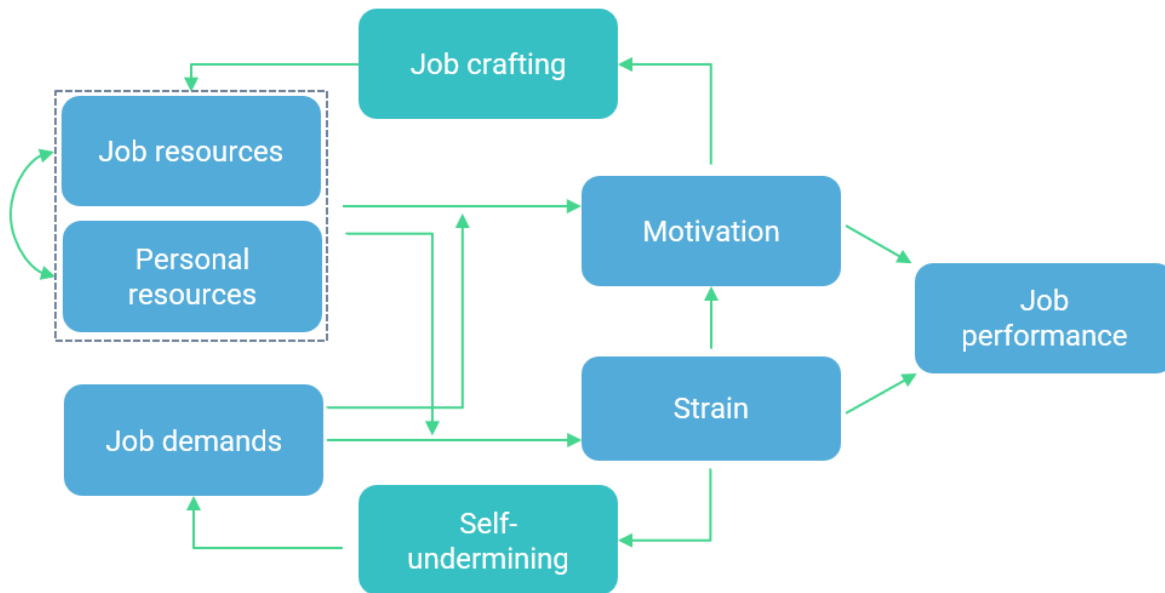 Job crafting
Job resources
Personal
resources
Motivation
Job
performance
Strain
Job demands
Self-
undermining